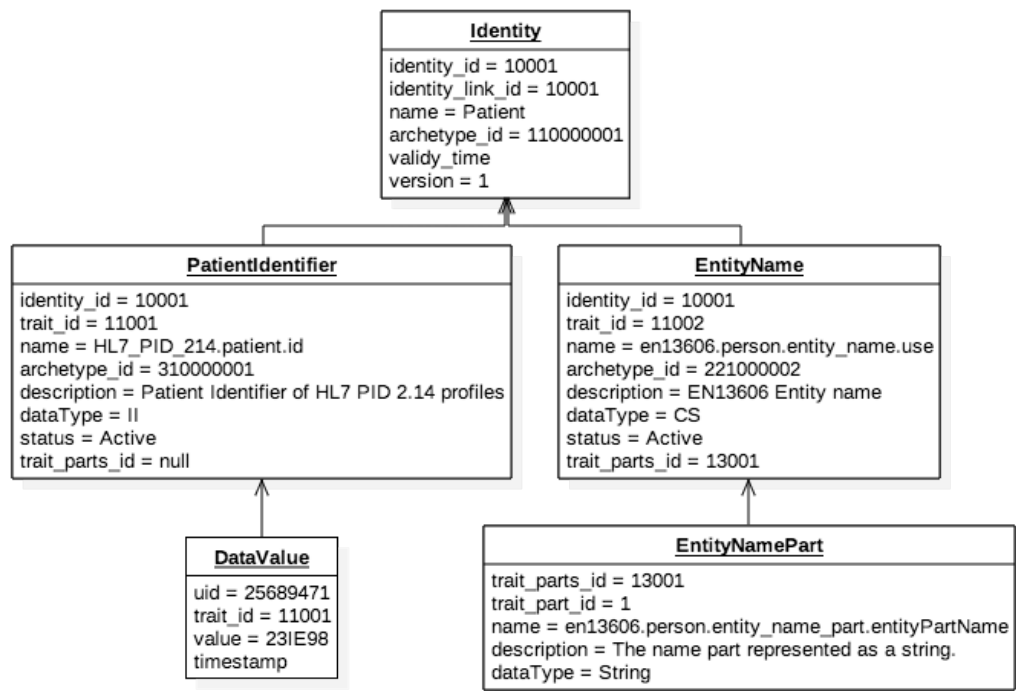 Identity
identity_id = 10001
identity_link_id = 10001
name = Patient
archetype_id = 110000001
validy_time
version = 1
PatientIdentifier
identity_id = 10001
trait_id = 11001
name = HL7_PID_214.patient.id
archetype_id = 310000001
description = Patient Identifier of HL7 PID 2.14 profiles
dataType = II
status = Active
trait_parts_id = null
EntityName
identity_id = 10001
trait_id = 11002
name = en13606.person.entity_name.use
archetype_id = 221000002
description = EN13606 Entity name
dataType = CS
status = Active
trait_parts_id = 13001
DataValue
uid = 25689471
trait_id = 11001
value = 23IE98
timestamp
EntityNamePart
trait_parts_id = 13001
trait_part_id = 1
name = en13606.person.entity_name_part.entityPartName
description = The name part represented as a string.
dataType = String